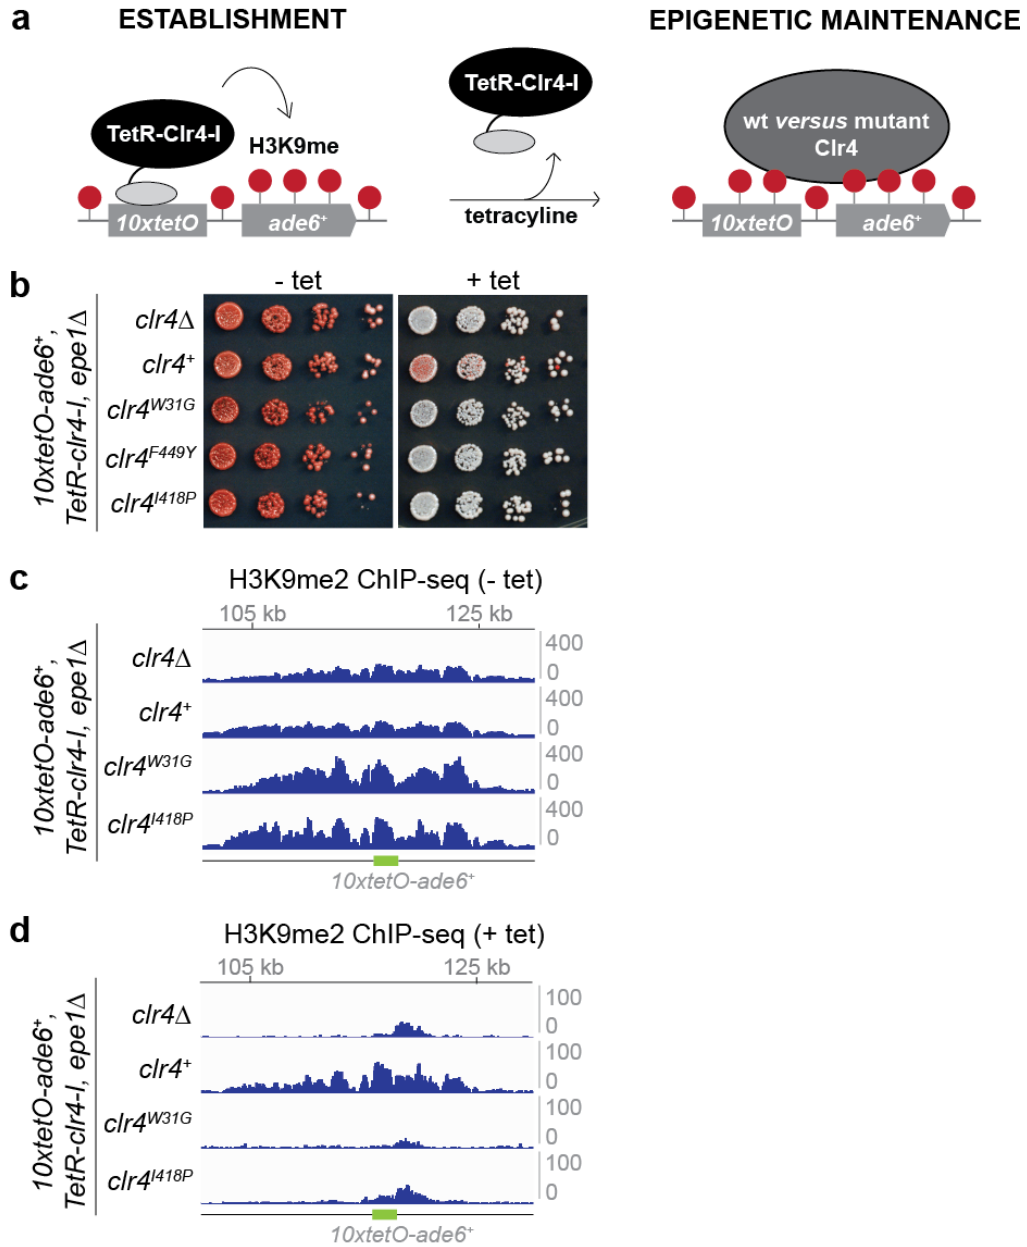 a
ESTABLISHMENT
EPIGENETIC MAINTENANCE
TetR-Clr4-I
H3K9me
10xtetO
ade6+
TetR-Clr4-I
tetracyline
wt versus mutant
Clr4
10xtetO
ade6+
b
- tet
+ tet
10xtetO-ade6+,
TetR-clr4-I, epe1Δ
clr4Δ
clr4+
clr4W31G
clr4F449Y
clr4I418P
c
H3K9me2 ChIP-seq (- tet)
105 kb
125 kb
10xtetO-ade6+,
TetR-clr4-I, epe1Δ
clr4Δ
400
0
clr4+
400
0
clr4W31G
400
0
clr4I418P
400
0
10xtetO-ade6+
d
H3K9me2 ChIP-seq (+ tet)
105 kb
125 kb
10xtetO-ade6+,
TetR-clr4-I, epe1Δ
clr4Δ
100
0
clr4+
100
0
clr4W31G
100
0
clr4I418P
100
0
10xtetO-ade6+